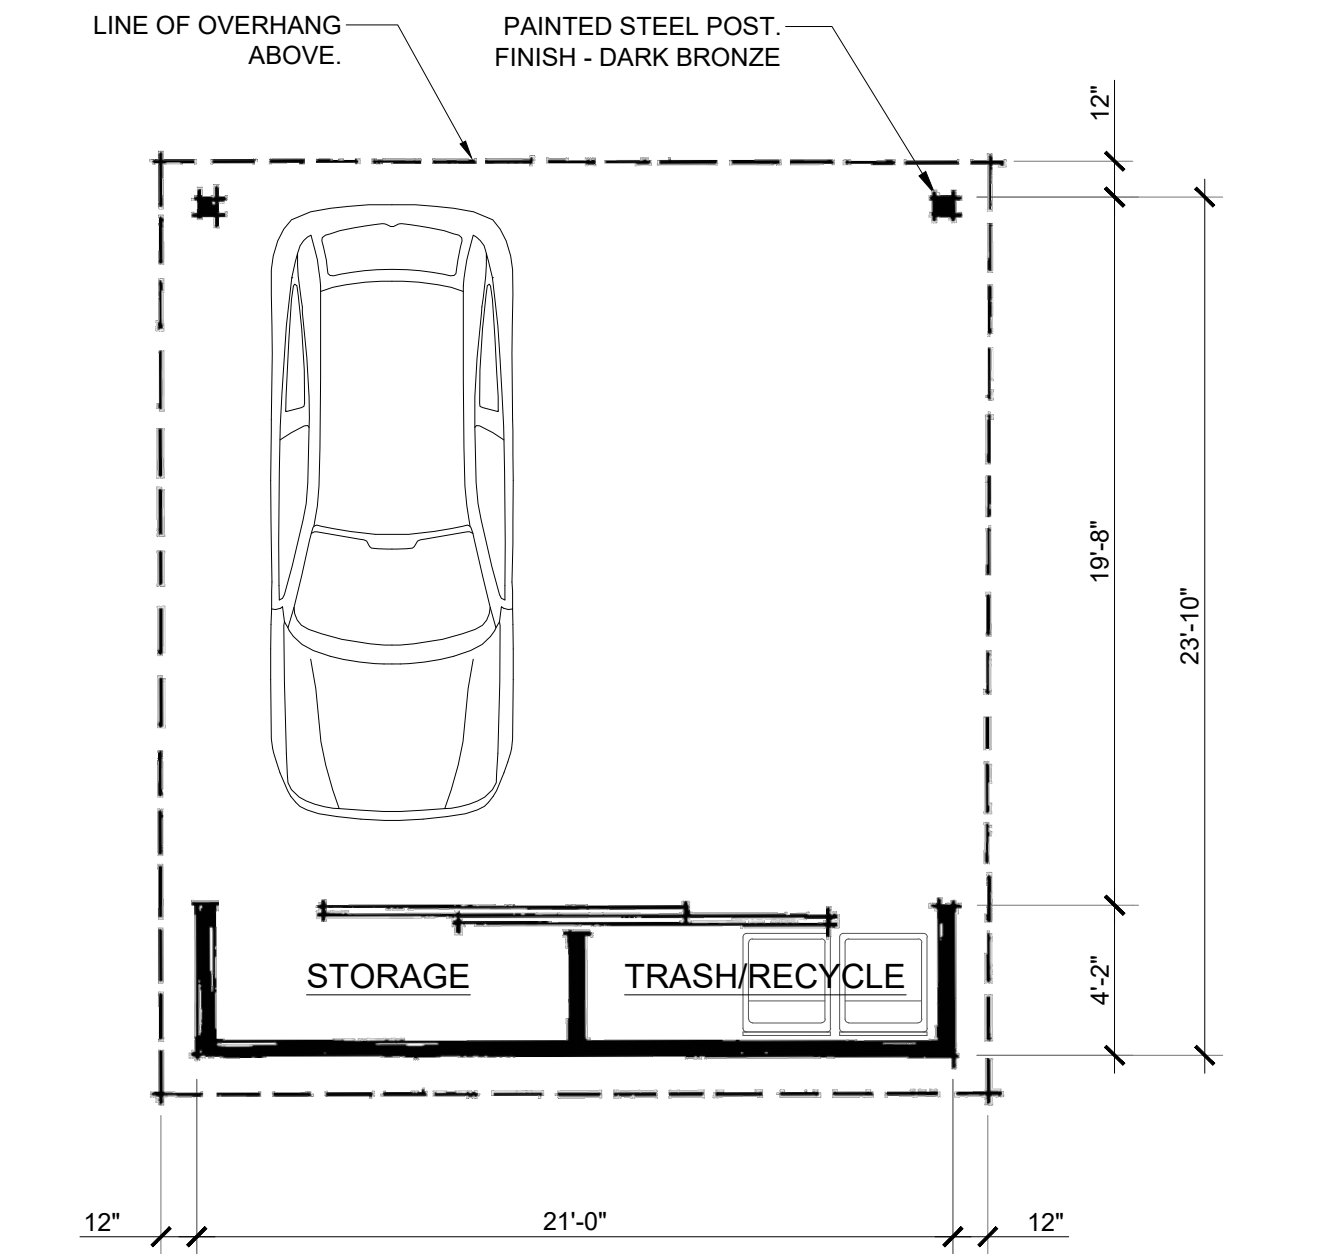 LINE OF OVERHANG
ABOVE.
PAINTED STEEL POST.
FINISH - DARK BRONZE
12"
19'-8"
23'-10"
4'-2"
STORAGE
TRASH/RECYCLE
12"
21'-0"
12"